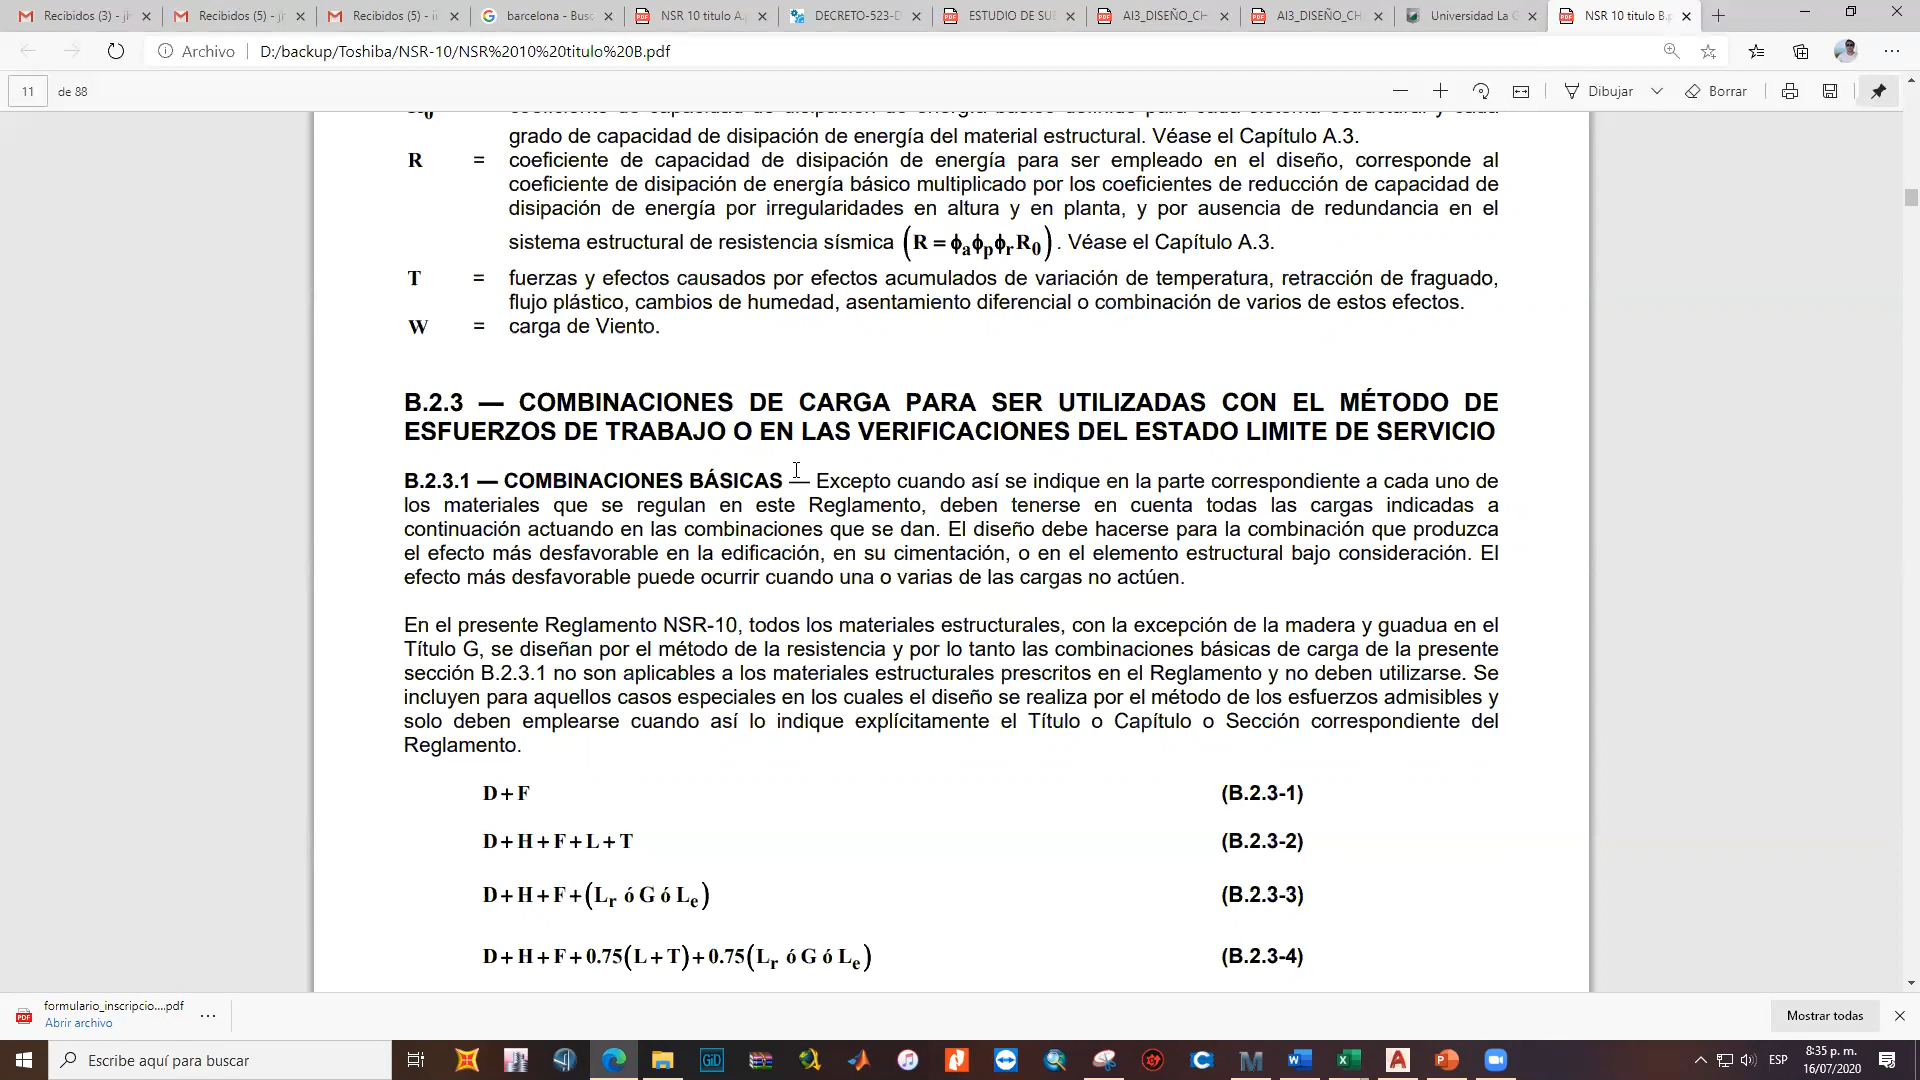 Recibidos (3) - jh
Recibidos (5) - jh
Recibidos (5) - ii
barcelona - Busc
NSR 10 titulo A.p
DECRETO-523-D
ESTUDIO DE SUE
AI3_DISEÑO_CH
AI3_DISEÑO_CH
Universidad La G
NSR 10 titulo B.p
Archivo D:/backup/Toshiba/NSR-10/NSR%2010%20titulo%20B.pdf
11 de 88
Dibujar
Borrar
grado de capacidad de disipación de energía del material estructural. Véase el Capítulo A.3.
R = coeficiente de capacidad de disipación de energía para ser empleado en el diseño, corresponde al
coeficiente de disipación de energía básico multiplicado por los coeficientes de reducción de capacidad de
disipación de energía por irregularidades en altura y en planta, y por ausencia de redundancia en el
sistema estructural de resistencia sísmica (R = ϕaϕpϕrR0). Véase el Capítulo A.3.
T = fuerzas y efectos causados por efectos acumulados de variación de temperatura, retracción de fraguado,
flujo plástico, cambios de humedad, asentamiento diferencial o combinación de varios de estos efectos.
W = carga de Viento.
B.2.3 — COMBINACIONES DE CARGA PARA SER UTILIZADAS CON EL MÉTODO DE
ESFUERZOS DE TRABAJO O EN LAS VERIFICACIONES DEL ESTADO LIMITE DE SERVICIO
B.2.3.1 — COMBINACIONES BÁSICAS — Excepto cuando así se indique en la parte correspondiente a cada uno de
los materiales que se regulan en este Reglamento, deben tenerse en cuenta todas las cargas indicadas a
continuación actuando en las combinaciones que se dan. El diseño debe hacerse para la combinación que produzca
el efecto más desfavorable en la edificación, en su cimentación, o en el elemento estructural bajo consideración. El
efecto más desfavorable puede ocurrir cuando una o varias de las cargas no actúen.
En el presente Reglamento NSR-10, todos los materiales estructurales, con la excepción de la madera y guadua en el
Título G, se diseñan por el método de la resistencia y por lo tanto las combinaciones básicas de carga de la presente
sección B.2.3.1 no son aplicables a los materiales estructurales prescritos en el Reglamento y no deben utilizarse. Se
incluyen para aquellos casos especiales en los cuales el diseño se realiza por el método de los esfuerzos admisibles y
solo deben emplearse cuando así lo indique explícitamente el Título o Capítulo o Sección correspondiente del
Reglamento.
D + F (B.2.3-1)
D + H + F + L + T (B.2.3-2)
D + H + F + (Lr ó G ó Le) (B.2.3-3)
D + H + F + 0.75(L + T) + 0.75(Lr ó G ó Le) (B.2.3-4)
formulario_inscripcio....pdf
Abrir archivo
Mostrar todas
Escribe aquí para buscar
GiD
ESP
8:35 p. m.
16/07/2020